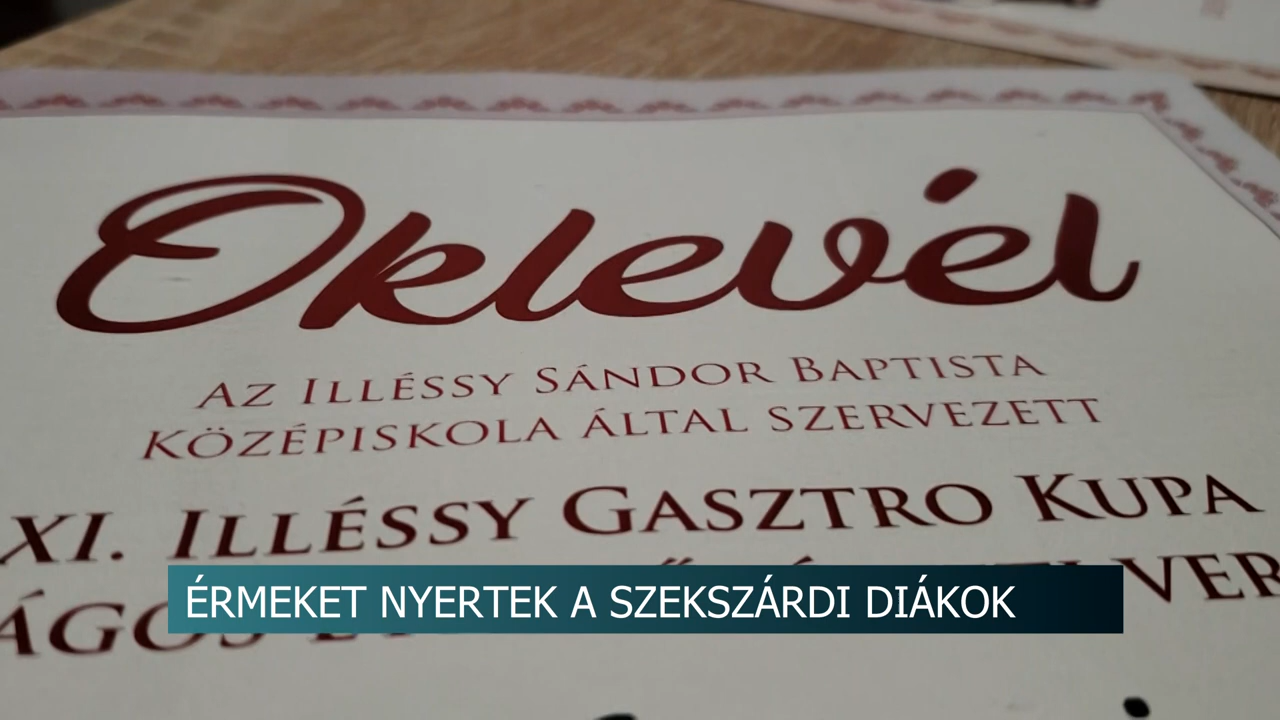 Oklevél
Az Illéssy Sándor Baptista
Középiskola által szervezett
XI. Illéssy Gasztro Kupa
ÉRMEKET NYERTEK A SZEKSZÁRDI DIÁKOK